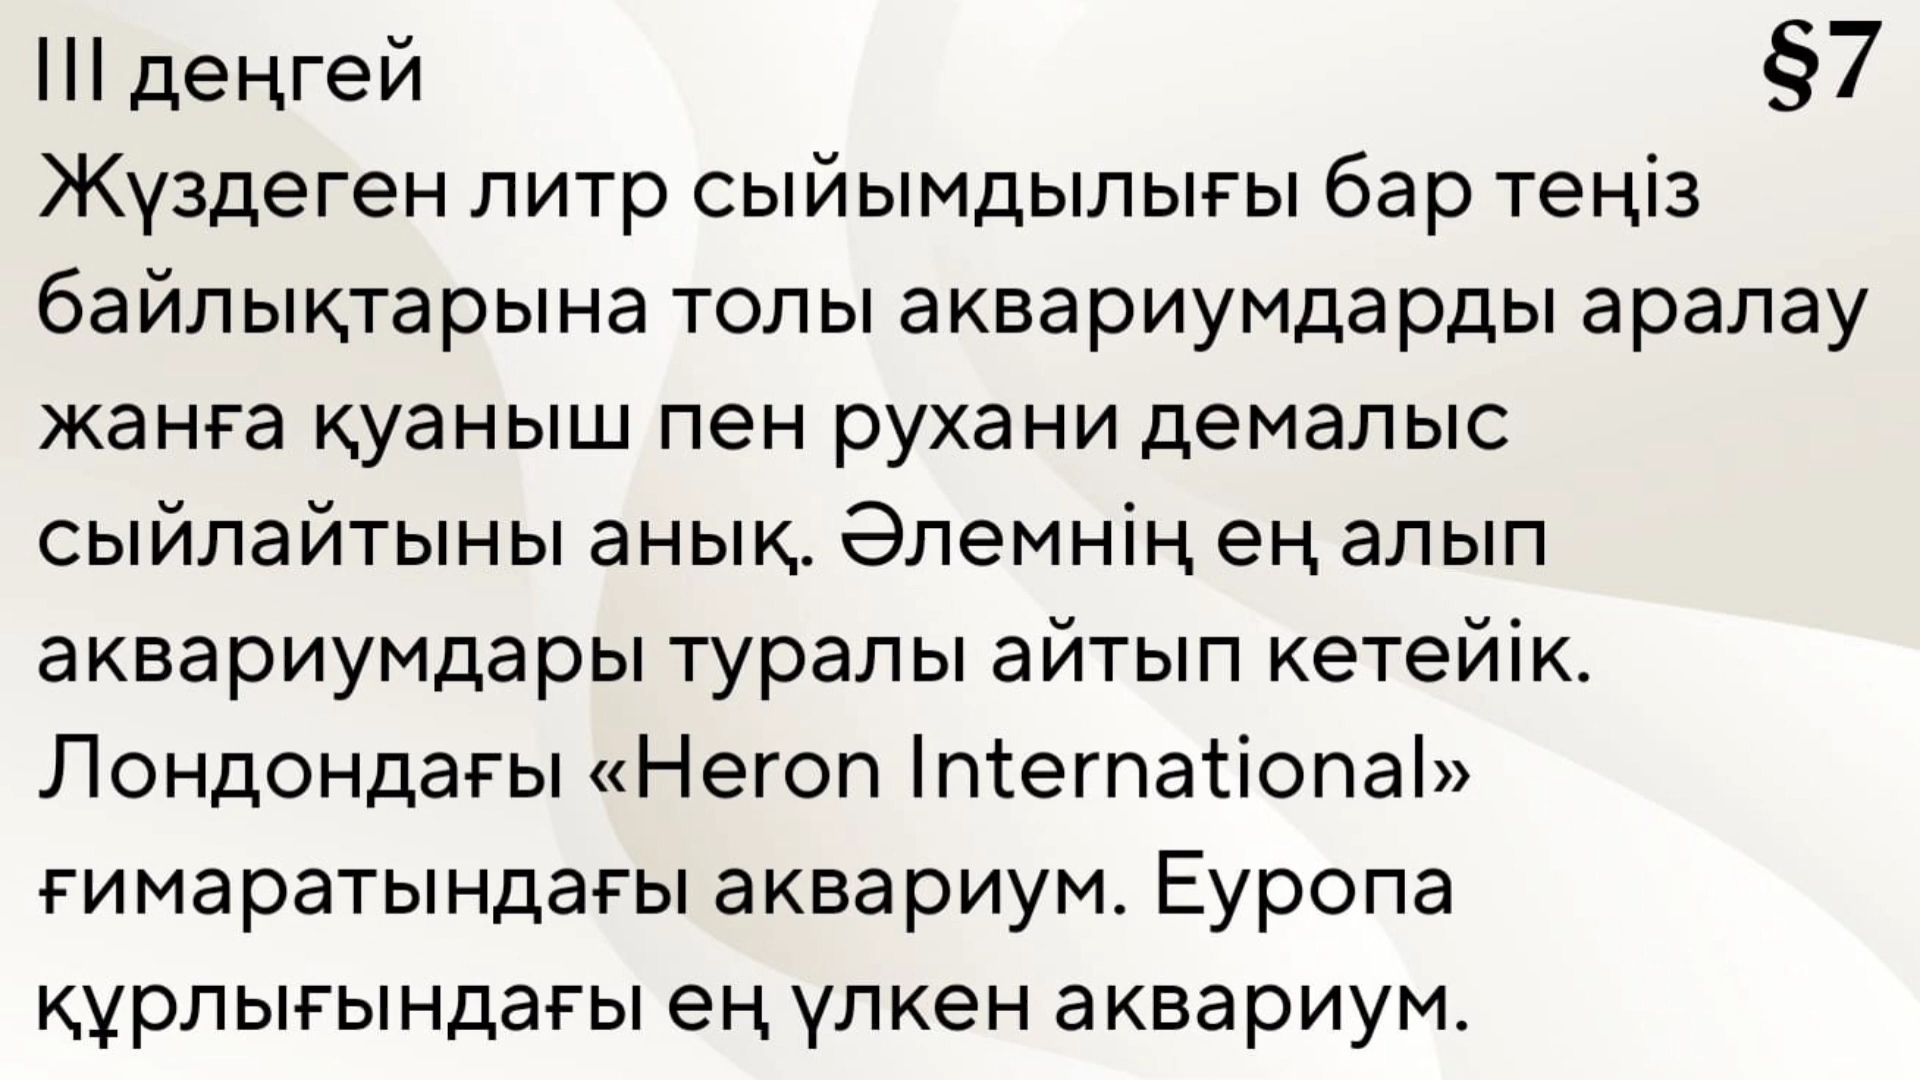 III деңгей
§7
Жүздеген литр сыйымдылығы бар теңіз
байлықтарына толы аквариумдарды аралау
жанға қуаныш пен рухани демалыс
сыйлайтыны анық. Әлемнің ең алып
аквариумдары туралы айтып кетейік.
Лондондағы «Heron International»
ғимаратындағы аквариум. Еуропа
құрлығындағы ең үлкен аквариум.